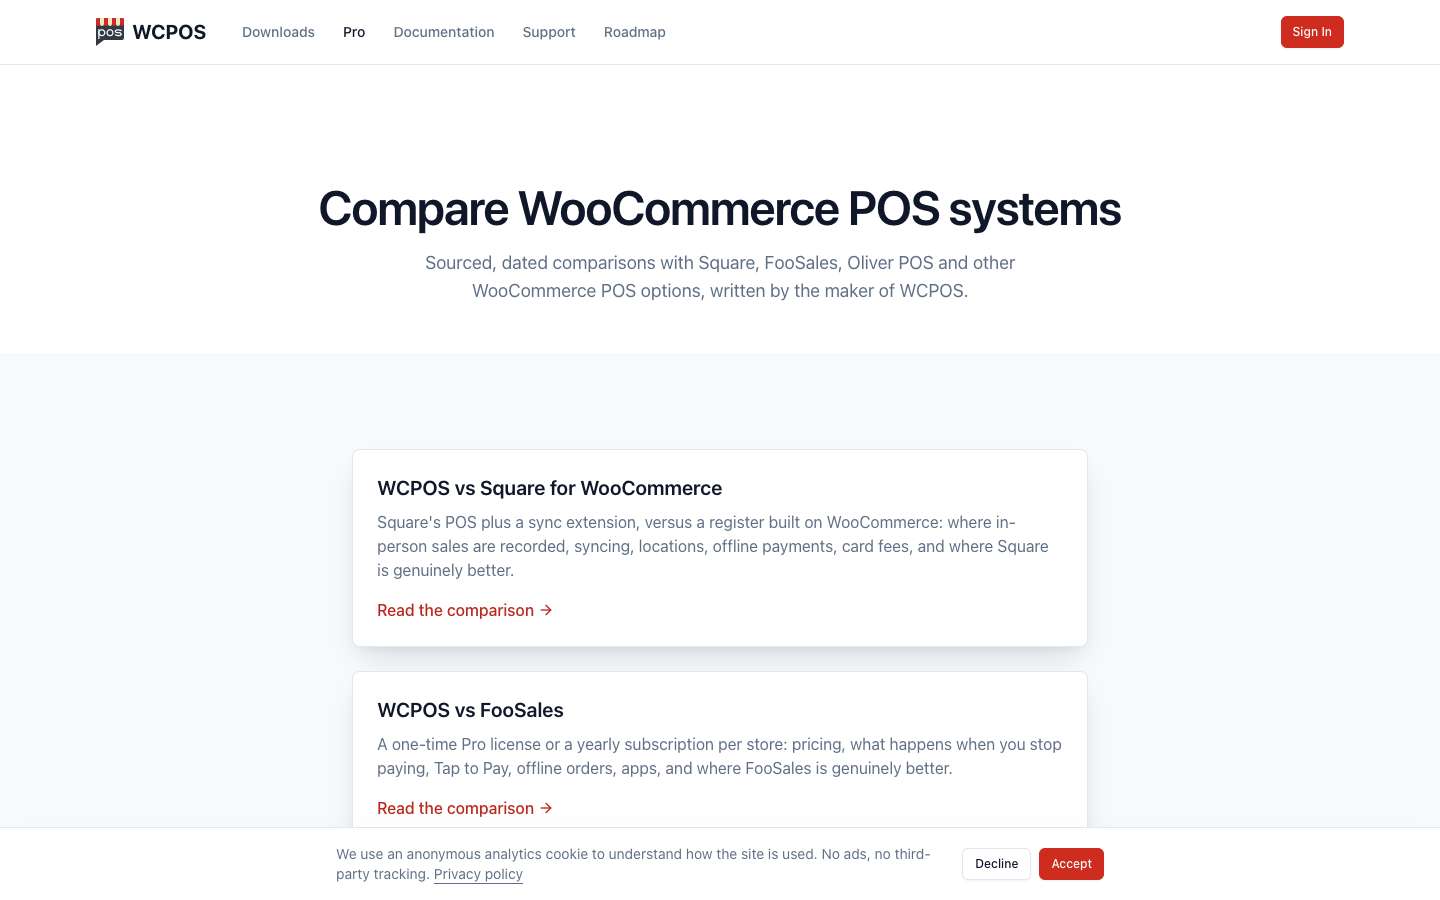 pos WCPOS Downloads Pro Documentation Support Roadmap Sign In
Compare WooCommerce POS systems
Sourced, dated comparisons with Square, FooSales, Oliver POS and other
WooCommerce POS options, written by the maker of WCPOS.
WCPOS vs Square for WooCommerce
Square's POS plus a sync extension, versus a register built on WooCommerce: where in-
person sales are recorded, syncing, locations, offline payments, card fees, and where Square
is genuinely better.
Read the comparison →
WCPOS vs FooSales
A one-time Pro license or a yearly subscription per store: pricing, what happens when you stop
paying, Tap to Pay, offline orders, apps, and where FooSales is genuinely better.
Read the comparison →
We use an anonymous analytics cookie to understand how the site is used. No ads, no third-
party tracking. Privacy policy
Decline Accept